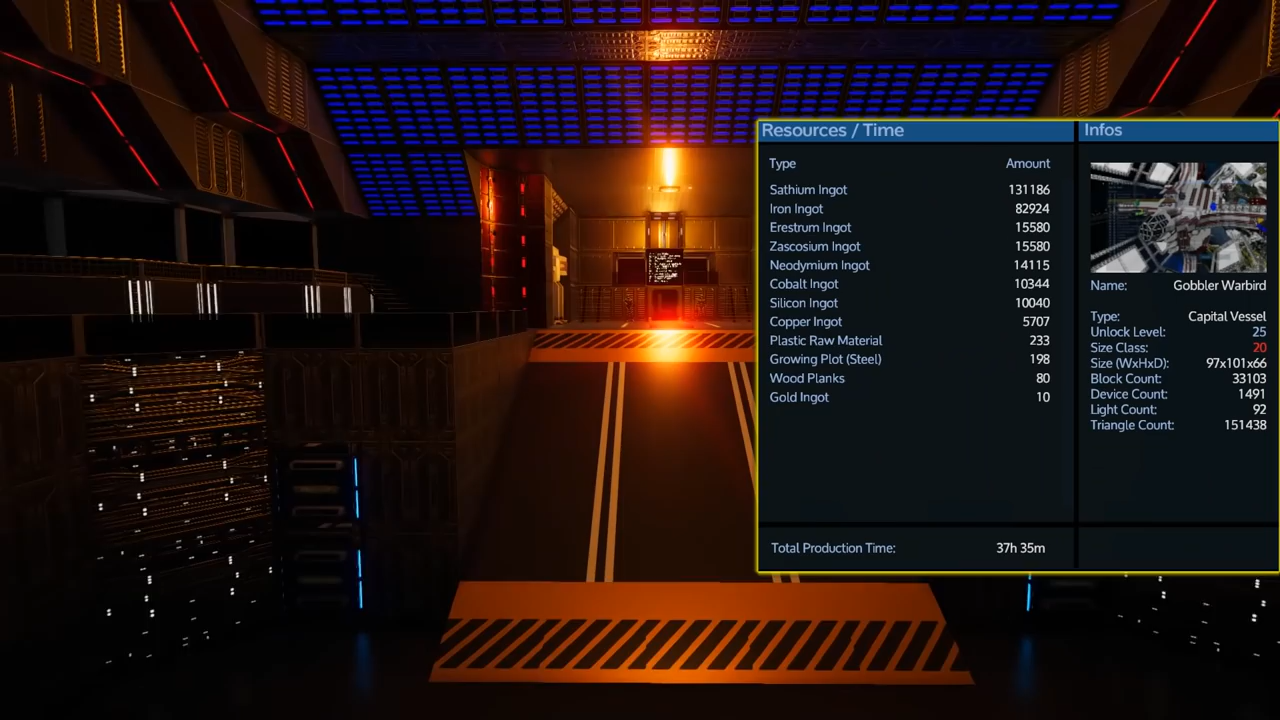 Resources / Time
Type Amount
Sathium Ingot 131186
Iron Ingot 82924
Erestrum Ingot 15580
Zascosium Ingot 15580
Neodymium Ingot 14115
Cobalt Ingot 10344
Silicon Ingot 10040
Copper Ingot 5707
Plastic Raw Material 233
Growing Plot (Steel) 198
Wood Planks 80
Gold Ingot 10
Total Production Time: 37h 35m
Infos
Name: Gobbler Warbird
Type: Capital Vessel
Unlock Level: 25
Size Class: 20
Size (WxHxD): 97x101x66
Block Count: 33103
Device Count: 1491
Light Count: 92
Triangle Count: 151438